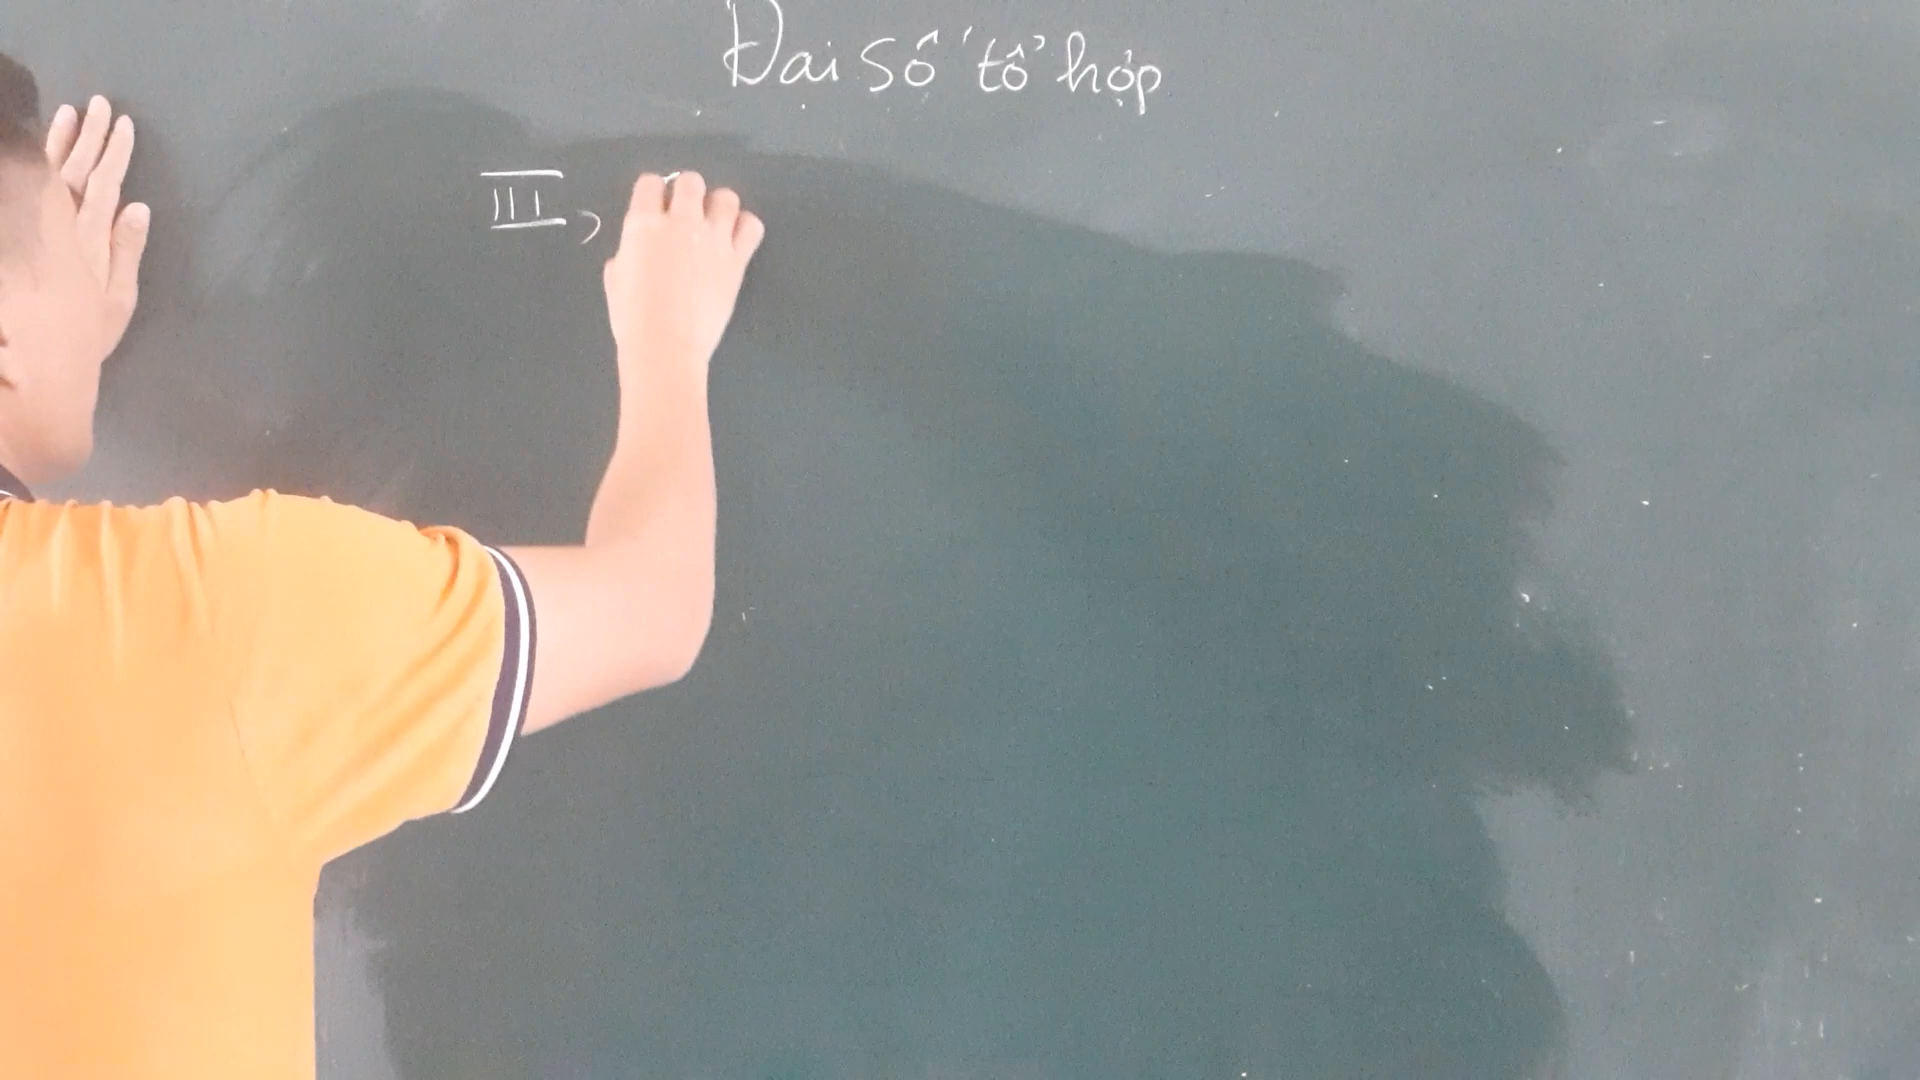 Đại số tổ hợp
III,